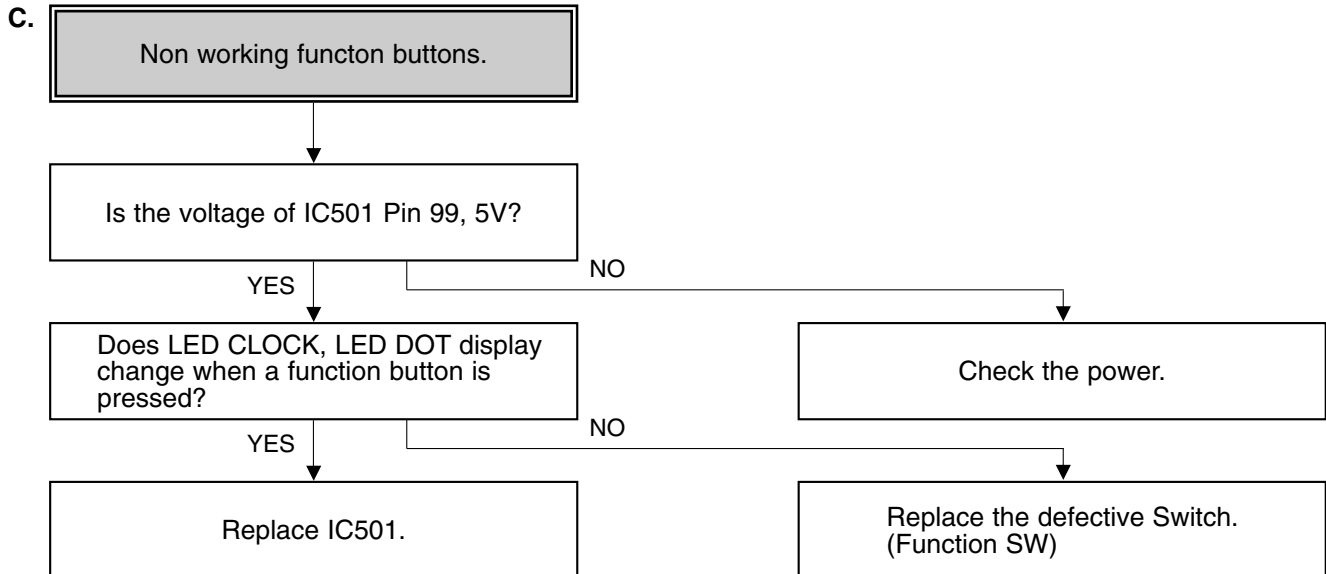 C.
Non working functon buttons.
Is the voltage of IC501 Pin 99, 5V?
YES
NO
Does LED CLOCK, LED DOT display
change when a function button is
pressed?
Check the power.
YES
NO
Replace IC501.
Replace the defective Switch.
(Function SW)